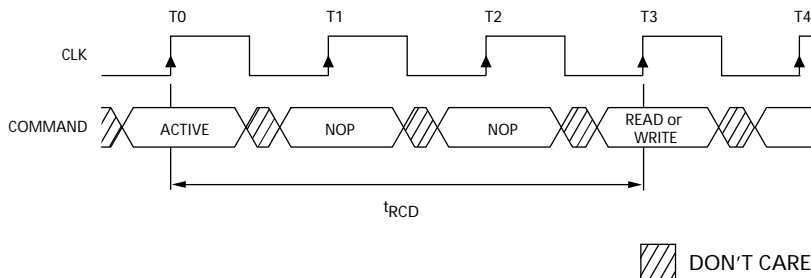 T0 T1 T2 T3 T4
CLK
COMMAND ACTIVE NOP NOP READ or
WRITE
tRCD
DON'T CARE